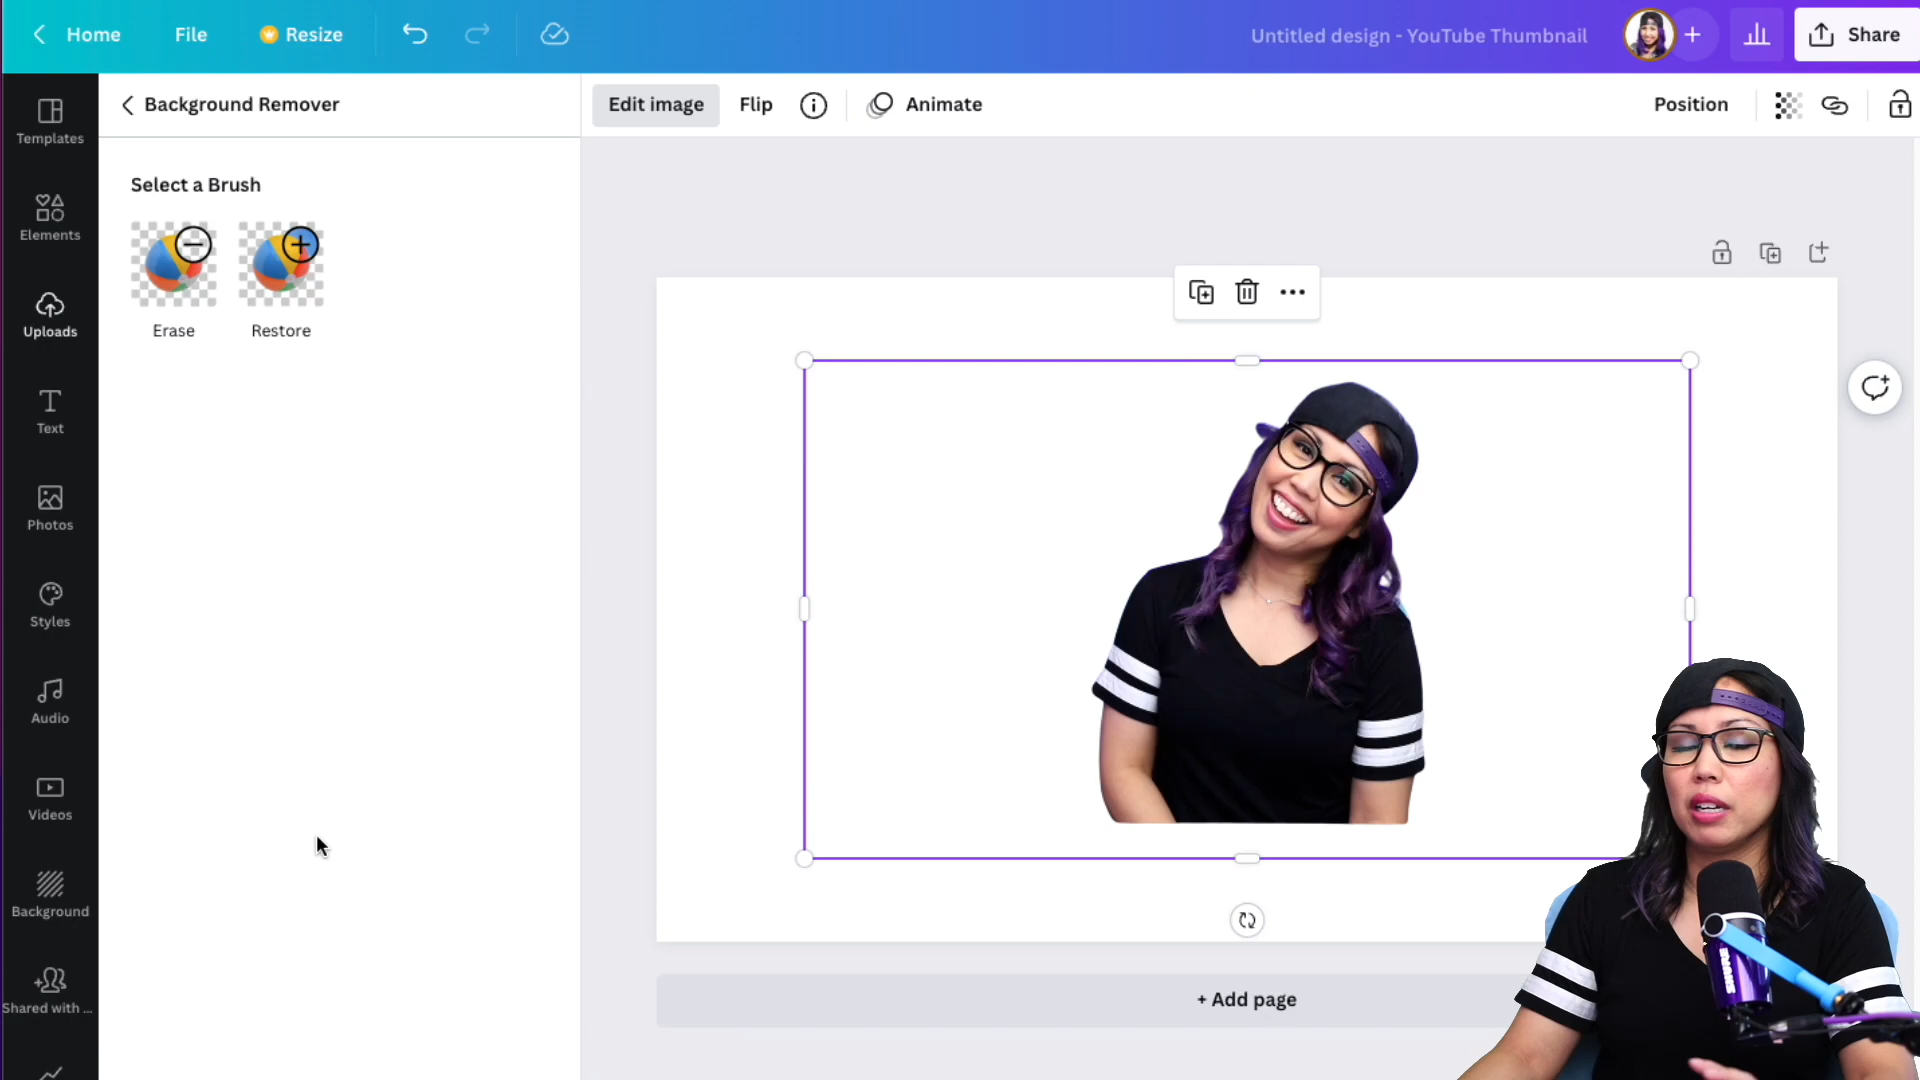 Home
File
Resize
Untitled design - YouTube Thumbnail
Share
Background Remover
Edit image
Flip
Animate
Position
Templates
Elements
Uploads
Text
Photos
Styles
Audio
Videos
Background
Shared with ...
Select a Brush
Erase
Restore
+ Add page